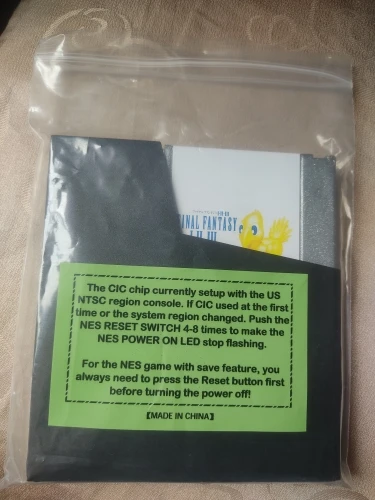 FINAL FANTASY
I II III
The CIC chip currently setup with the US
NTSC region console. If CIC used at the first
time or the system region changed. Push the
NES RESET SWITCH 4-8 times to make the
NES POWER ON LED stop flashing.
For the NES game with save feature, you
always need to press the Reset button first
before turning the power off!
【MADE IN CHINA】